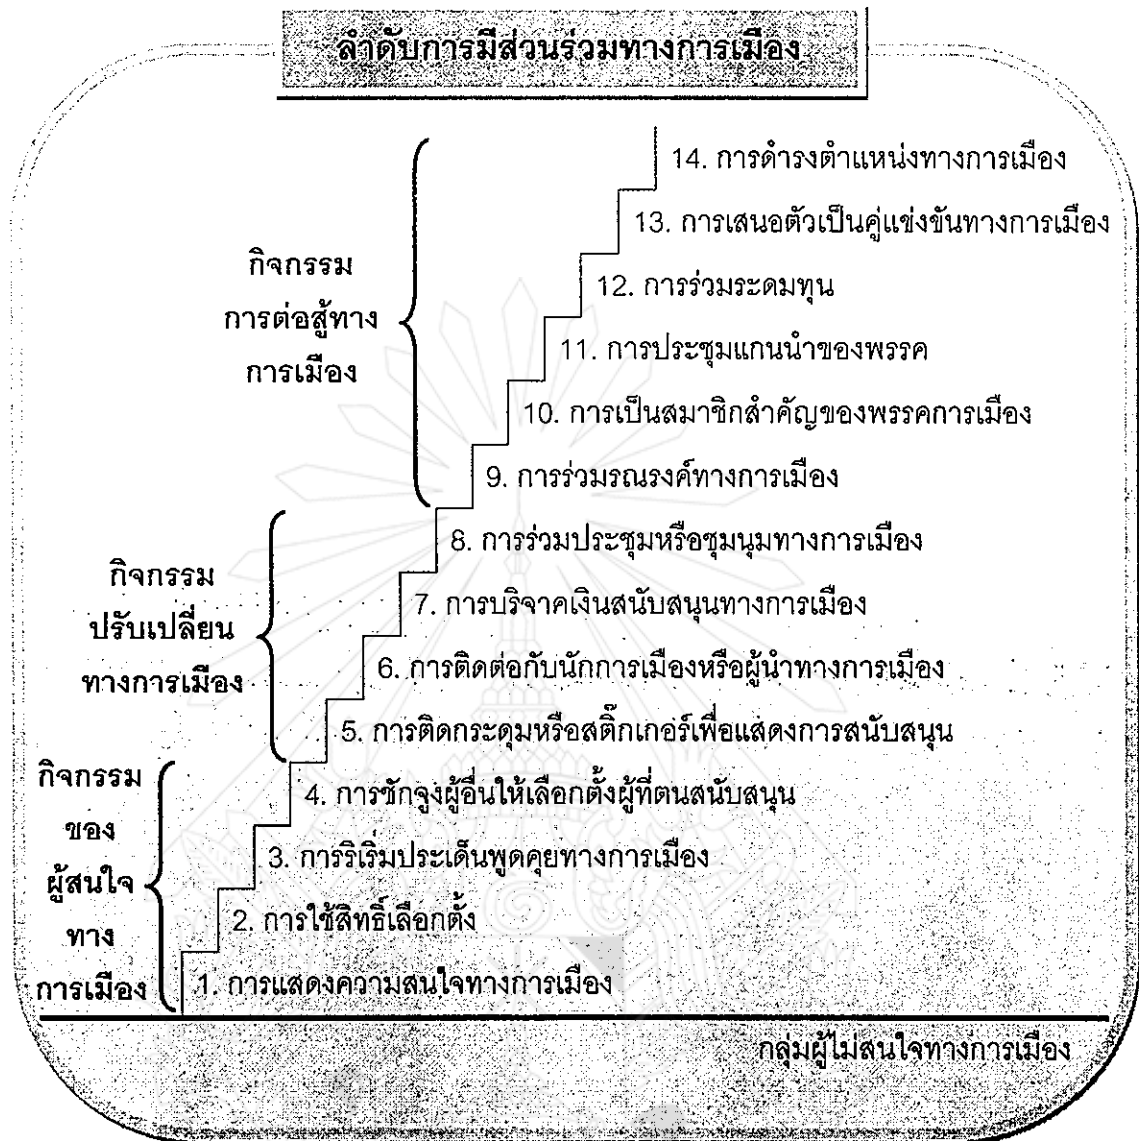 ลำดับการมีส่วนร่วมทางการเมือง
14. การดำรงตำแหน่งทางการเมือง
13. การเสนอตัวเป็นคู่แข่งขันทางการเมือง
12. การร่วมระดมทุน
11. การประชุมแกนนำของพรรค
10. การเป็นสมาชิกสำคัญของพรรคการเมือง
9. การร่วมรณรงค์ทางการเมือง
กิจกรรม
การต่อสู้ทาง
การเมือง
8. การร่วมประชุมหรือชุมนุมทางการเมือง
7. การบริจาคเงินสนับสนุนทางการเมือง
6. การติดต่อกับนักการเมืองหรือผู้นำทางการเมือง
5. การติดกระดุมหรือสติ๊กเกอร์เพื่อแสดงการสนับสนุน
กิจกรรม
ปรับเปลี่ยน
ทางการเมือง
4. การชักจูงผู้อื่นให้เลือกตั้งผู้ที่ตนสนับสนุน
3. การริเริ่มประเด็นพูดคุยทางการเมือง
2. การใช้สิทธิ์เลือกตั้ง
1. การแสดงความสนใจทางการเมือง
กิจกรรม
ของ
ผู้สนใจ
ทาง
การเมือง
กลุ่มผู้ไม่สนใจทางการเมือง